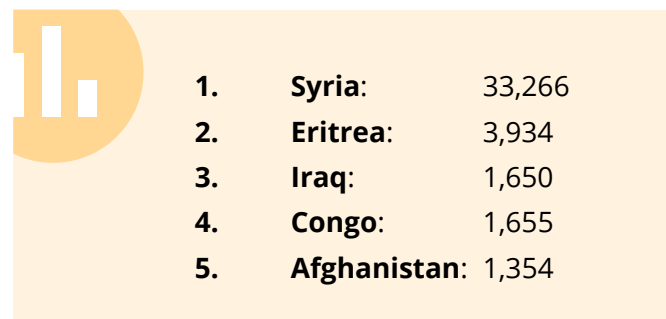 1. Syria: 33,266
2. Eritrea: 3,934
3. Iraq: 1,650
4. Congo: 1,655
5. Afghanistan: 1,354